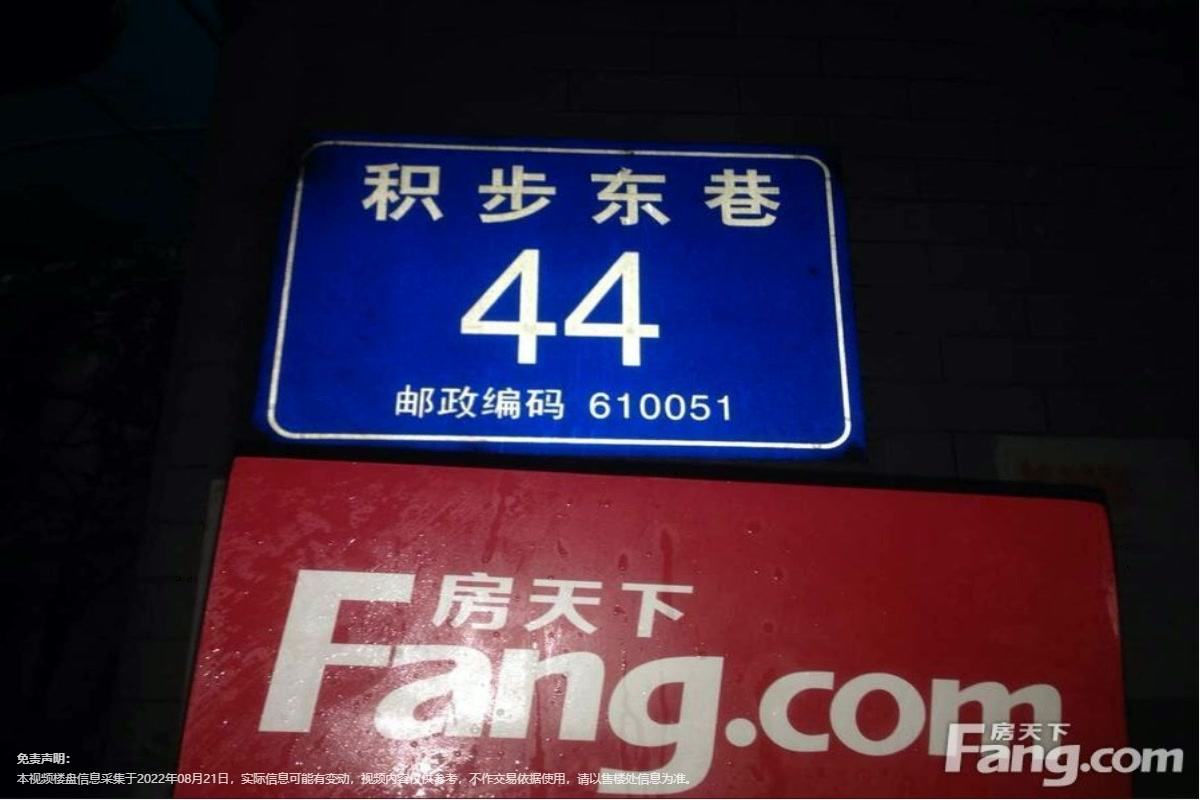 积步东巷
44
邮政编码 610051
房天下
Fang.com
房天下
Fang.com
免责声明：
本视频楼盘信息采集于2022年08月21日，实际信息可能有变动，视频内容仅供参考，不作交易依据使用，请以售楼处信息为准。